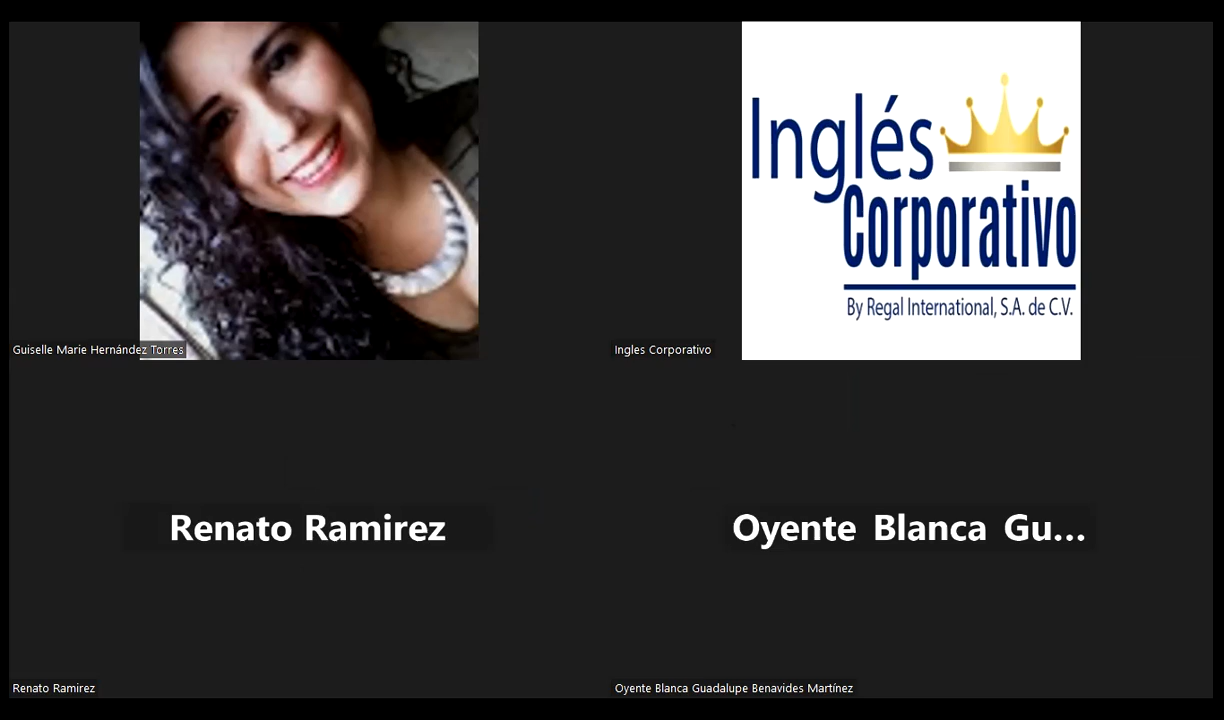 Guiselle Marie Hernández Torres
Inglés
Corporativo
By Regal International, S.A. de C.V.
Ingles Corporativo
Renato Ramirez
Oyente Blanca Gu...
Renato Ramirez
Oyente Blanca Guadalupe Benavides Martínez